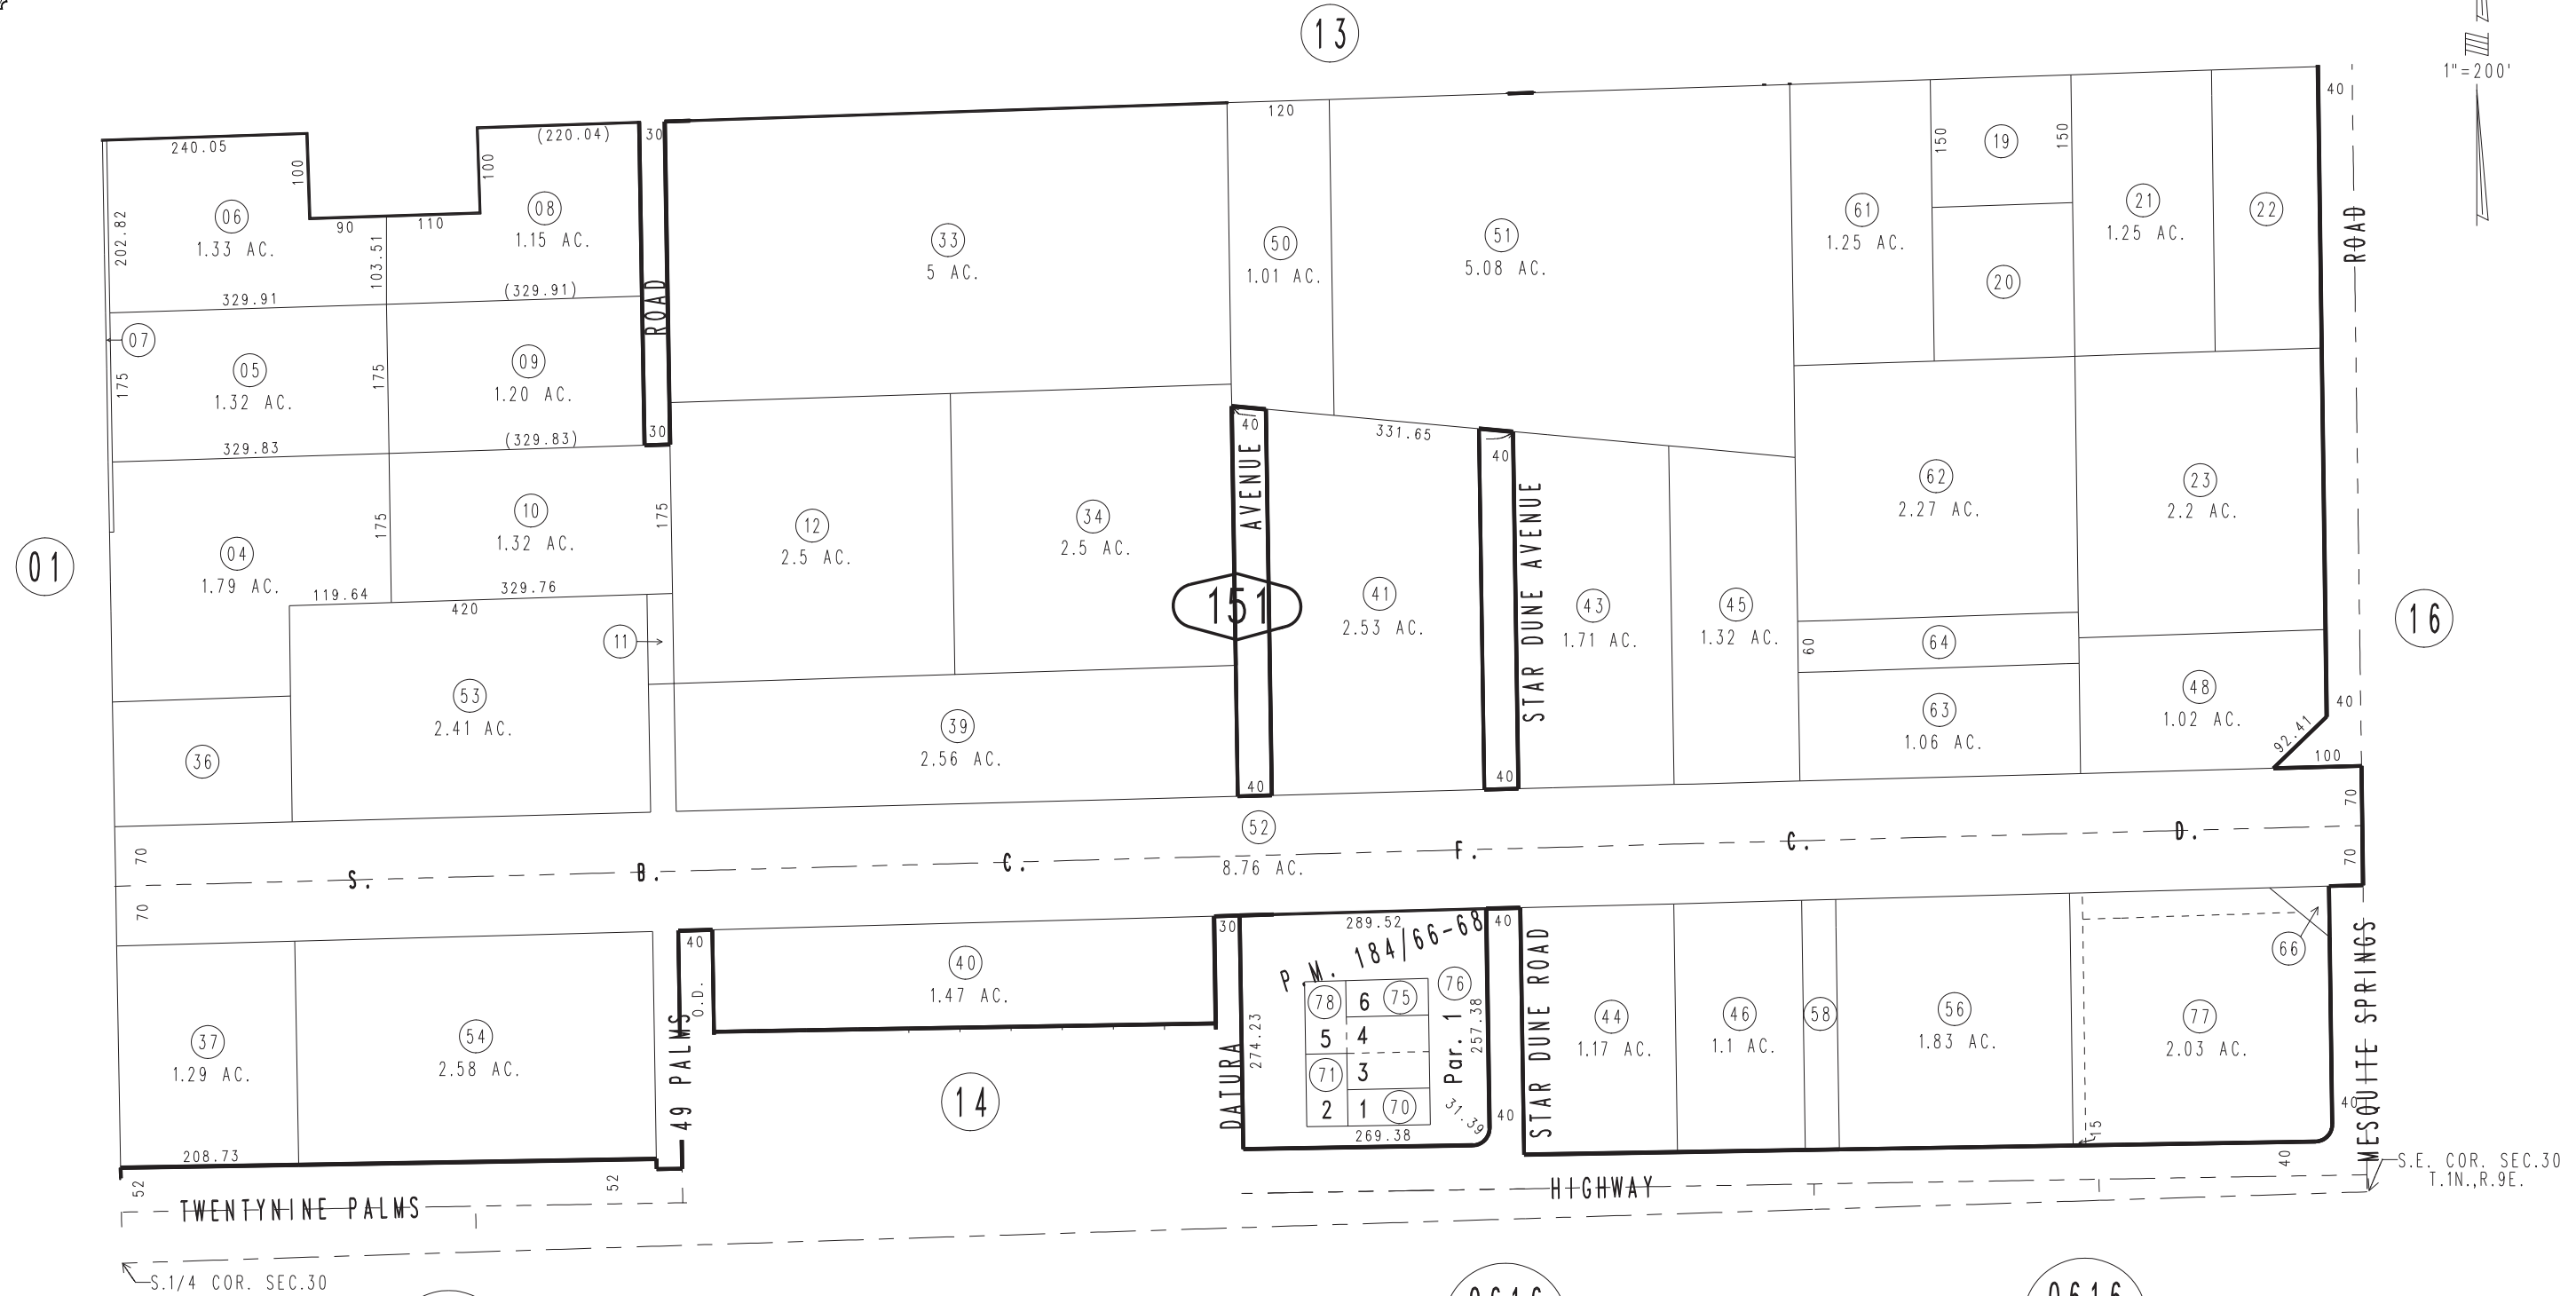 13
1"=200'
40
240.05
(220.04)
30
120
100
100
150
150
19
06
1.33 AC.
08
1.15 AC.
202.82
90
110
103.51
33
5 AC.
50
1.01 AC.
51
5.08 AC.
61
1.25 AC.
20
21
1.25 AC.
22
ROAD
329.91
(329.91)
ROAD
07
05
1.32 AC.
09
1.20 AC.
175
175
329.83
(329.83)
30
40
331.65
40
AVENUE
STAR DUNE AVENUE
01
04
1.79 AC.
10
1.32 AC.
175
175
119.64
329.76
420
12
2.5 AC.
34
2.5 AC.
151
41
2.53 AC.
43
1.71 AC.
45
1.32 AC.
62
2.27 AC.
23
2.2 AC.
16
11
60
64
53
2.41 AC.
36
39
2.56 AC.
63
1.06 AC.
48
1.02 AC.
40
92.41
100
40
40
70
70
52
8.76 AC.
S. B. C. F. C. D.
70
70
40
O.D.
40
1.47 AC.
30
289.52
P.M. 184/66-68
40
76
78
6
75
5
4
71
3
2
1
70
Par. 1
274.23
257.38
31.39
269.38
40
DATURA
STAR DUNE ROAD
44
1.17 AC.
46
1.1 AC.
58
56
1.83 AC.
66
77
2.03 AC.
15
40
40
MESQUITE SPRINGS
37
1.29 AC.
54
2.58 AC.
49 PALMS
14
208.73
52
52
TWENTYNINE PALMS
HIGHWAY
S.E. COR. SEC.30
T.1N.,R.9E.
S.1/4 COR. SEC.30
0616
0616